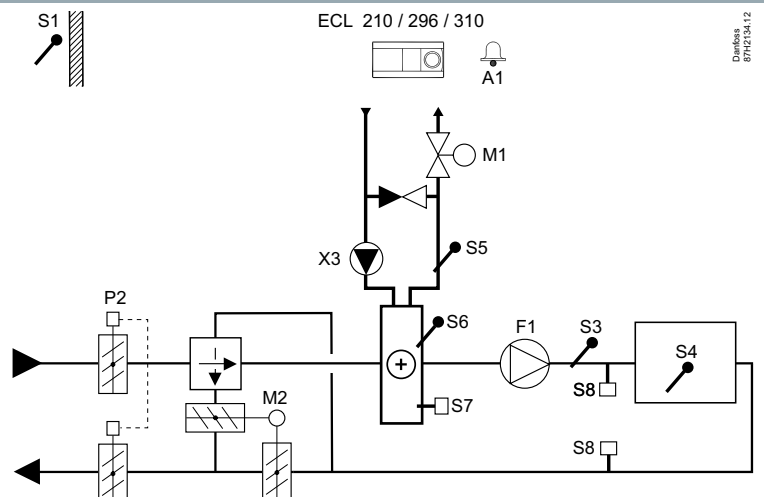 S1
ECL 210 / 296 / 310
Danfoss
87H2134.12
A1
M1
X3
S5
P2
S6
F1
S3
S4
M2
S7
S8
S8